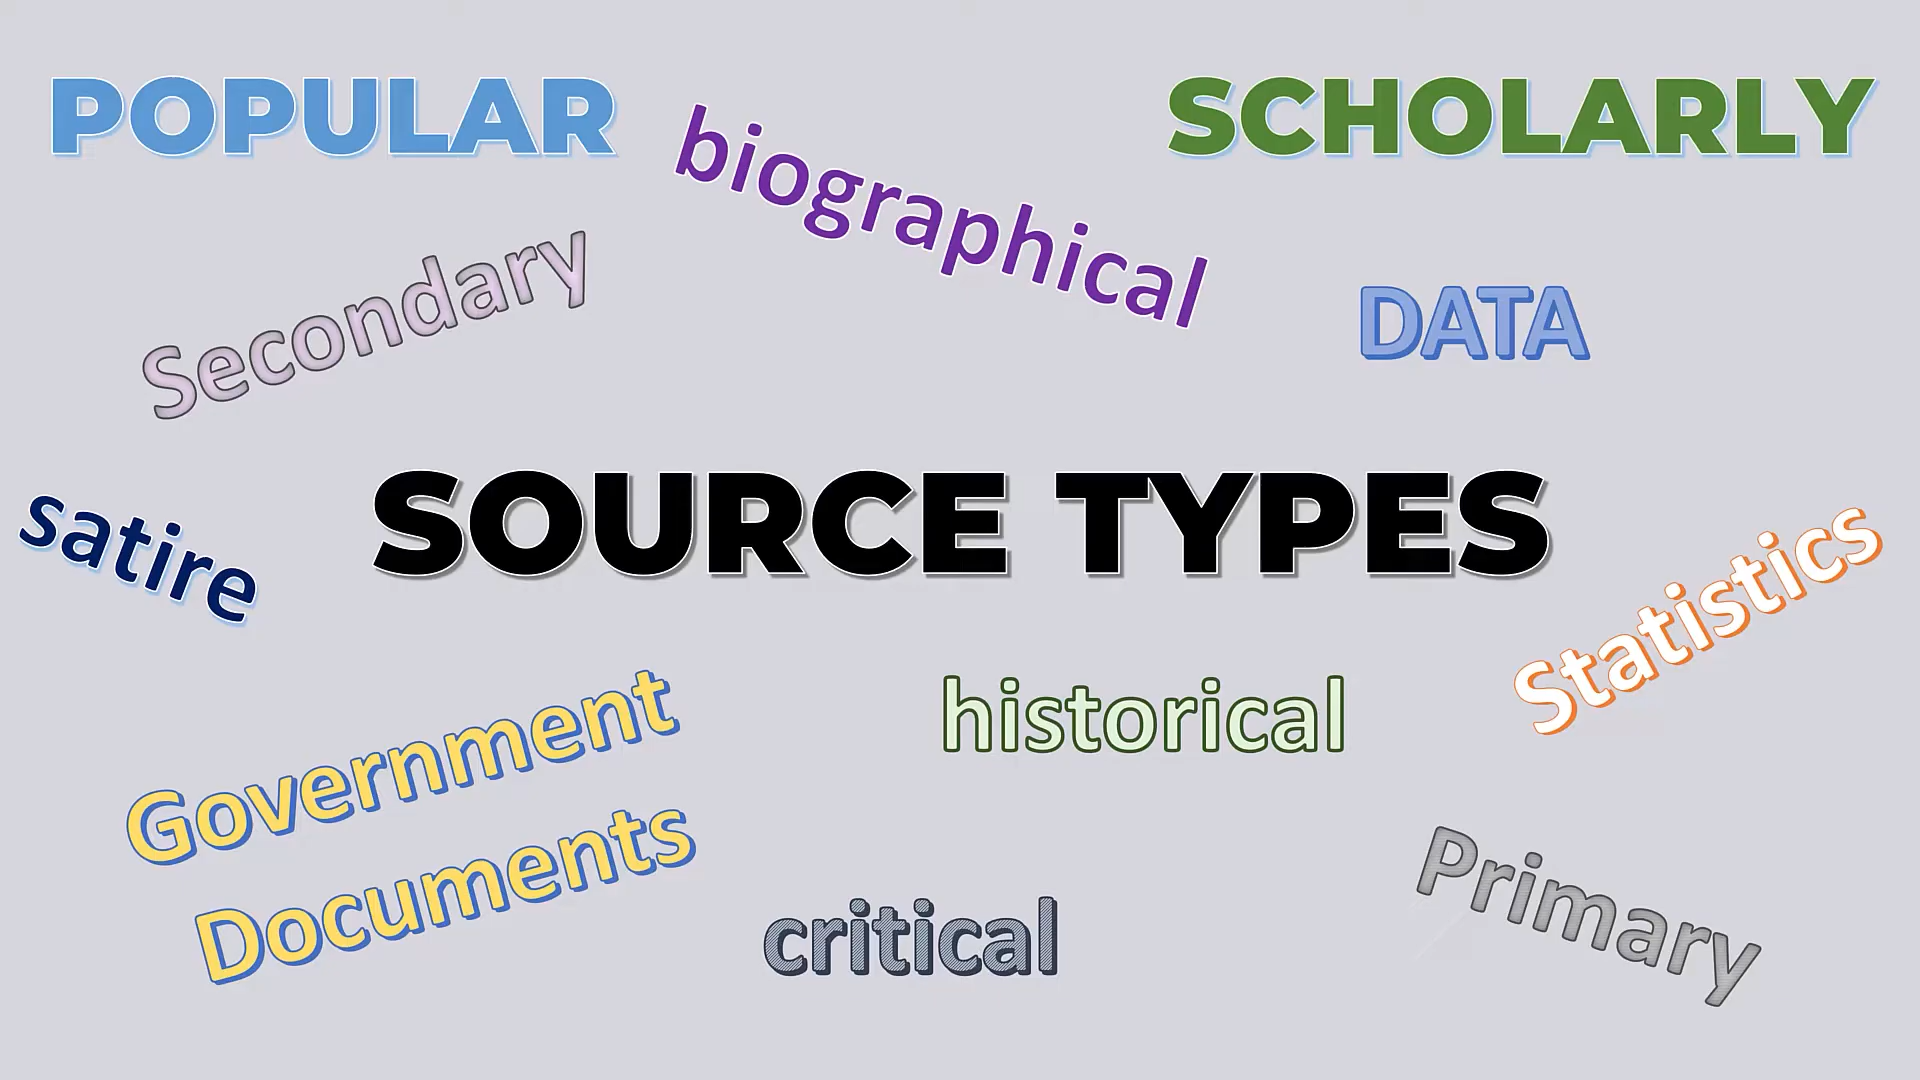 POPULAR
SCHOLARLY
biographical
Secondary
DATA
SOURCE TYPES
satire
Statistics
Government
Documents
historical
critical
Primary